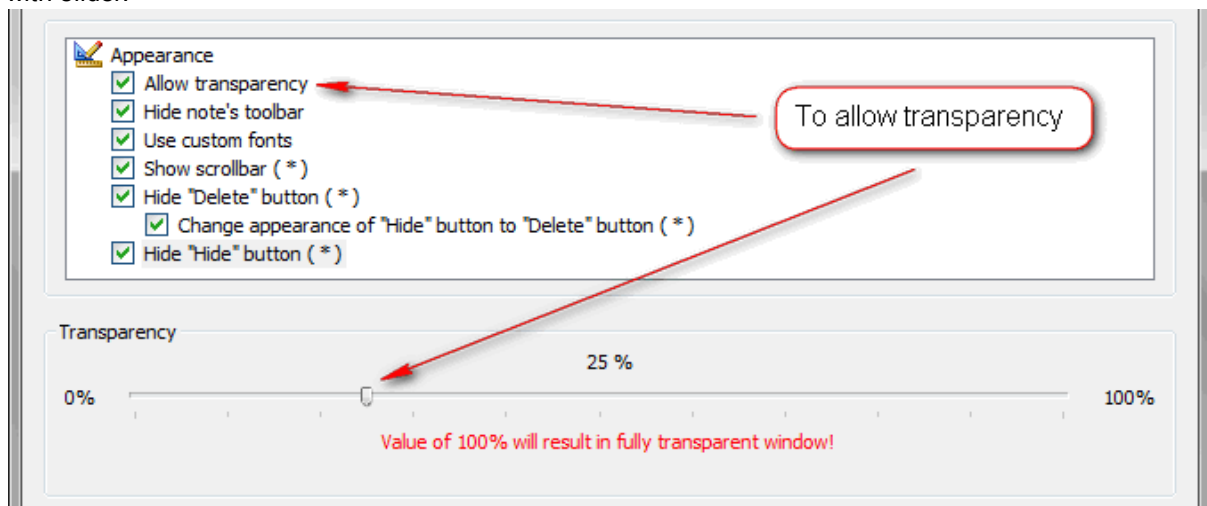 Appearance
Allow transparency
Hide note's toolbar
Use custom fonts
Show scrollbar ( * )
Hide "Delete" button ( * )
Change appearance of "Hide" button to "Delete" button ( * )
Hide "Hide" button ( * )
To allow transparency
Transparency
25 %
0%
100%
Value of 100% will result in fully transparent window!